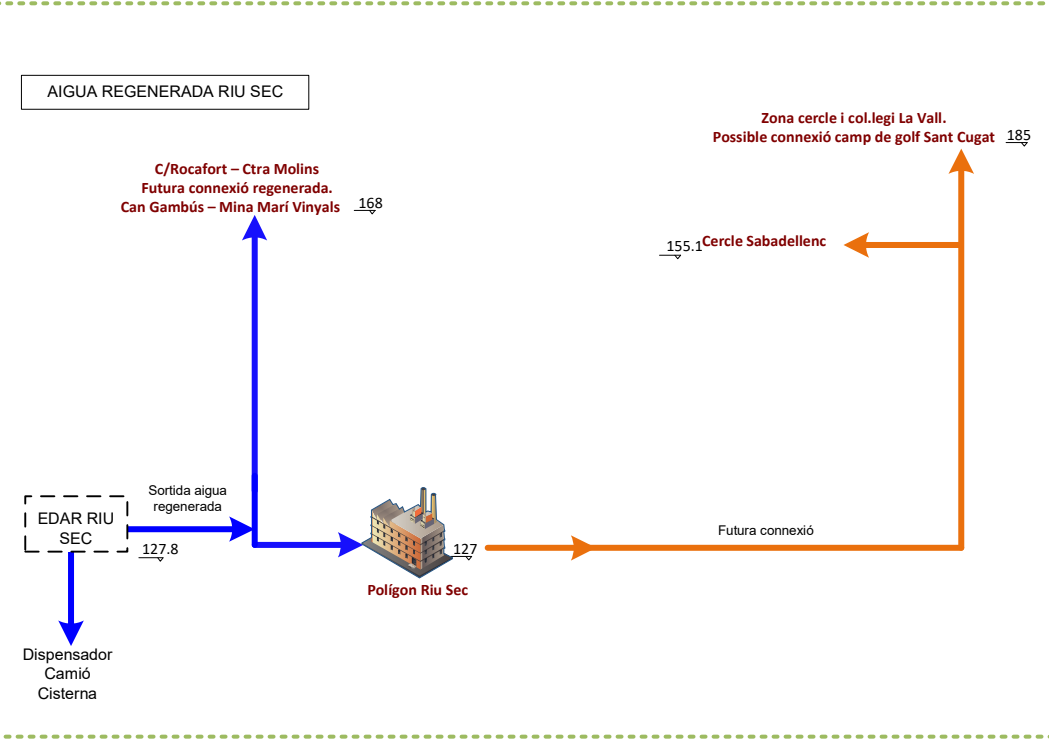 AIGUA REGENERADA RIU SEC
Zona cercle i col.legi La Vall.
Possible connexió camp de golf Sant Cugat 185
C/Rocafort – Ctra Molins
Futura connexió regenerada.
Can Gambús – Mina Marí Vinyals 168
155.1 Cercle Sabadellenc
Sortida aigua
regenerada
EDAR RIU
SEC
127.8
127
Futura connexió
Polígon Riu Sec
Dispensador
Camió
Cisterna